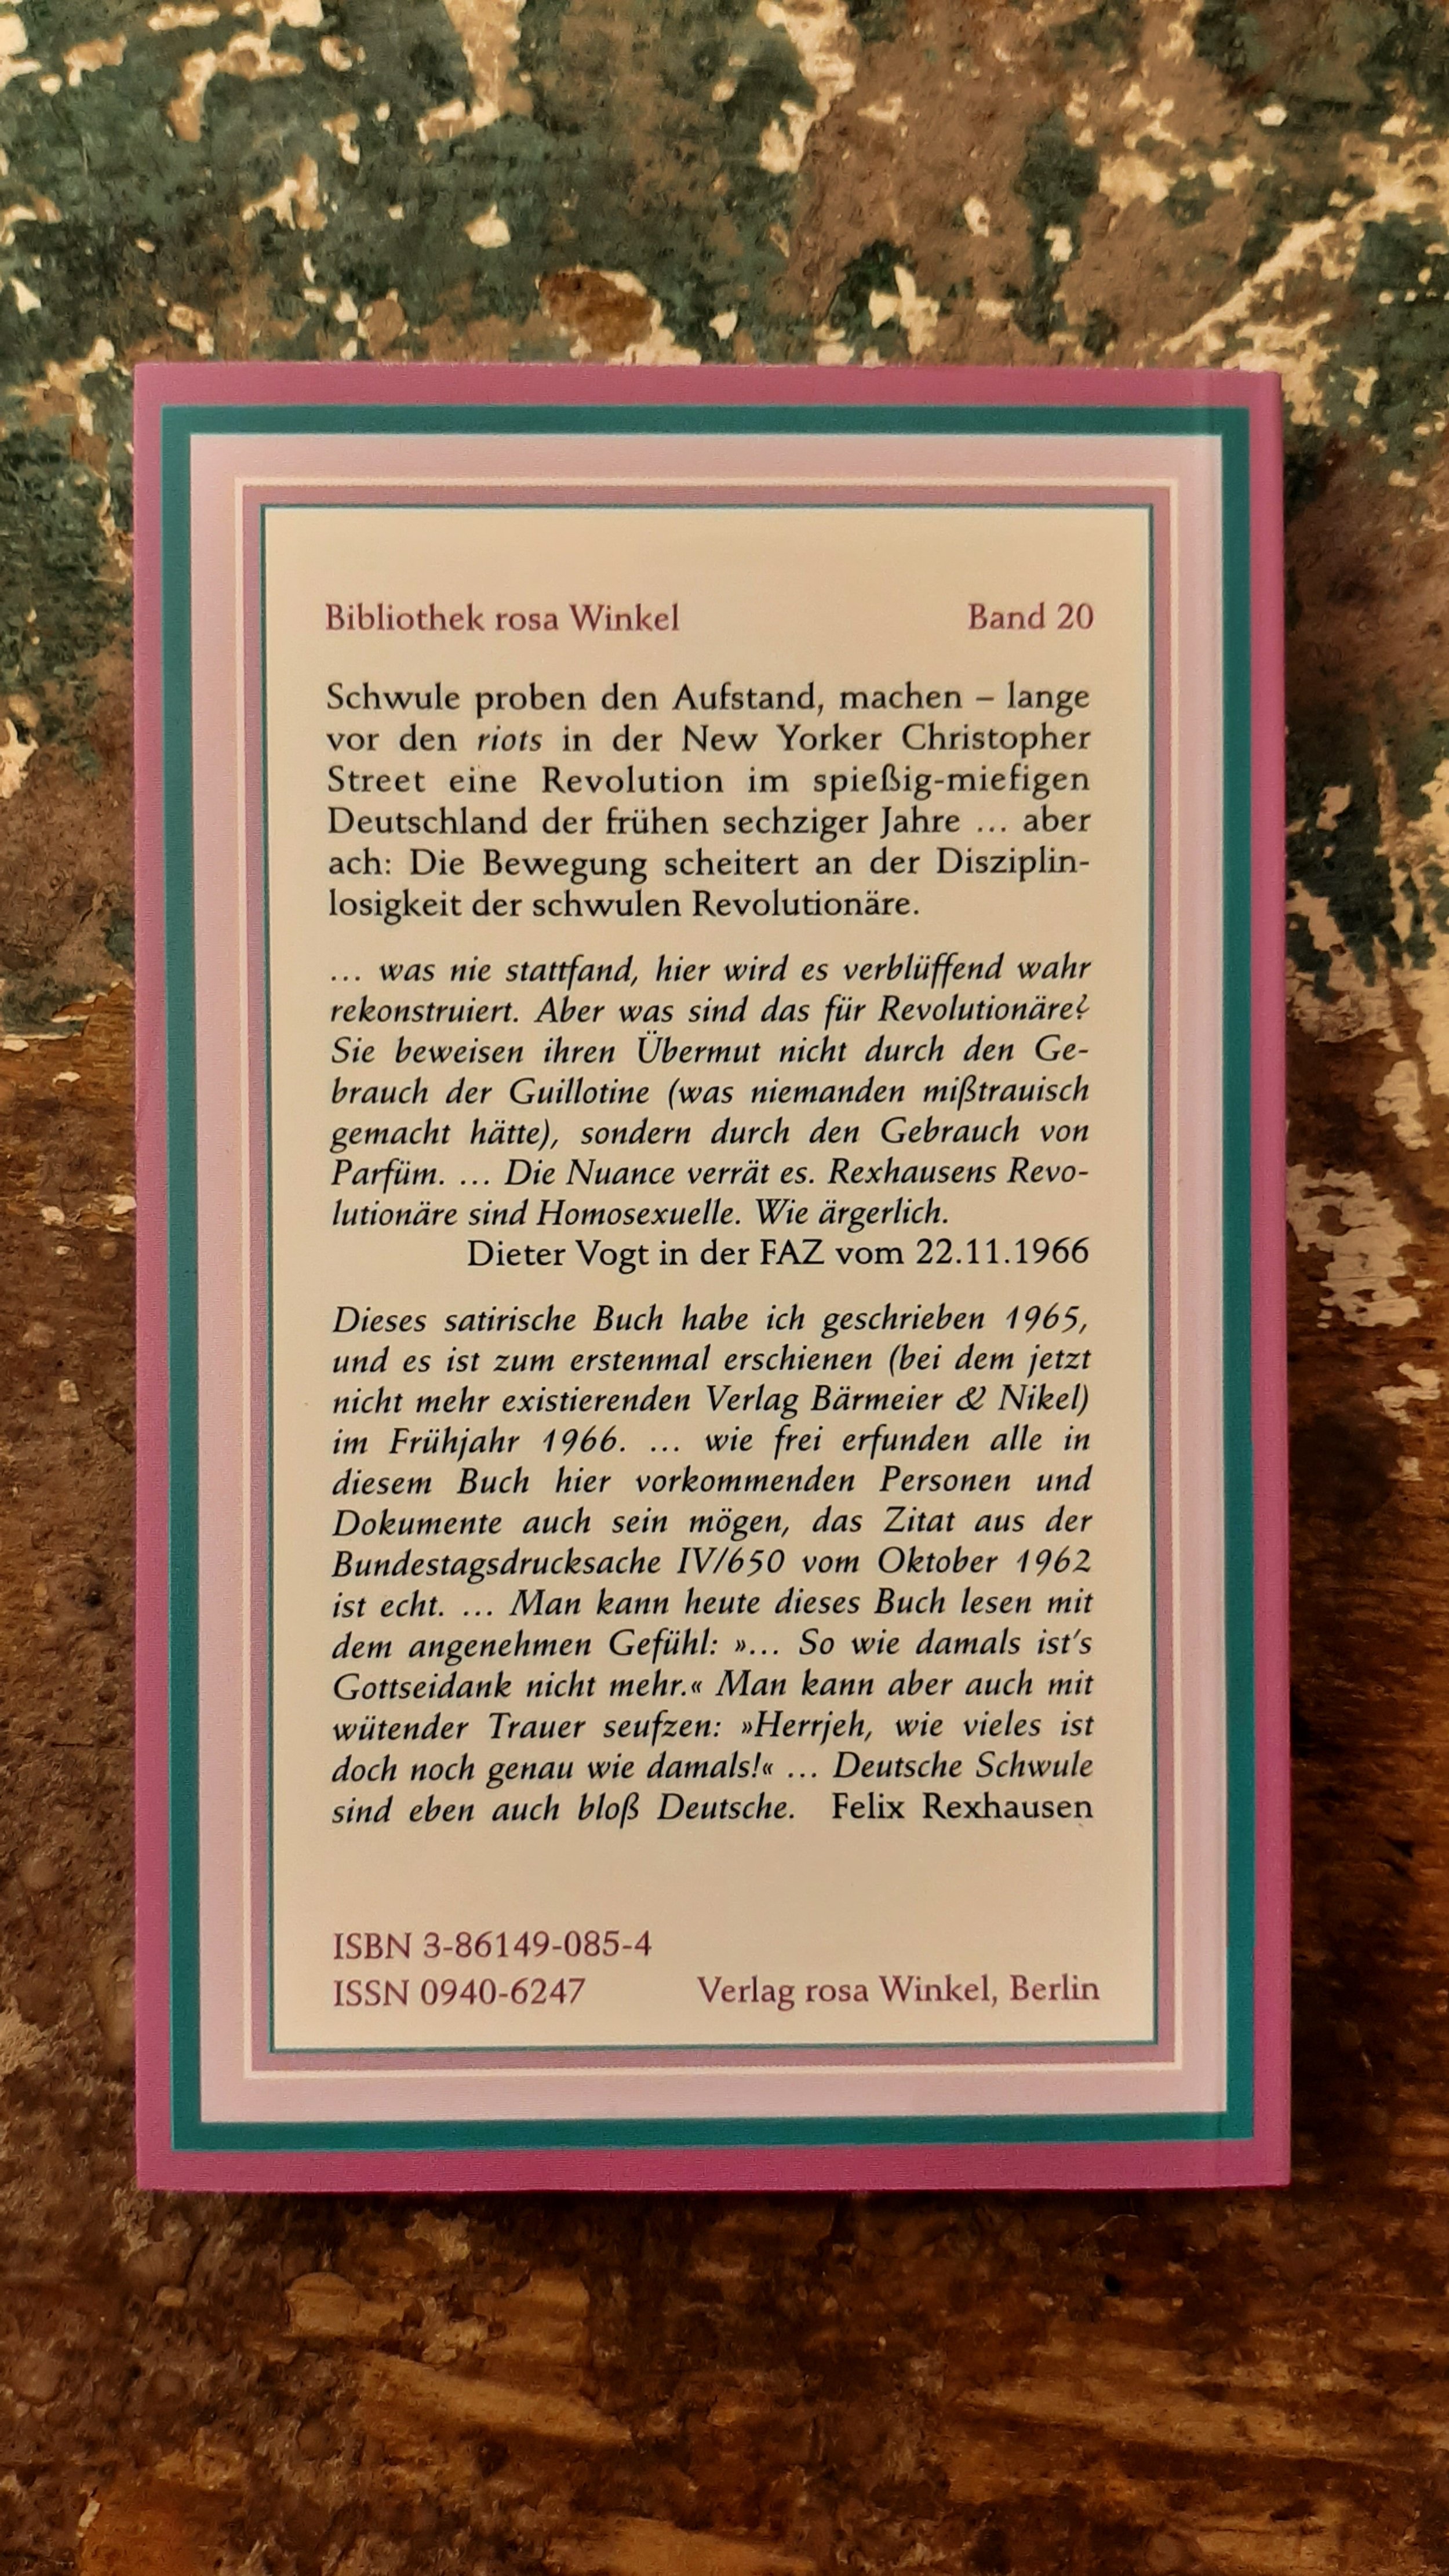 Bibliothek rosa Winkel Band 20
Schwule proben den Aufstand, machen – lange
vor den riots in der New Yorker Christopher
Street eine Revolution im spießig-miefigen
Deutschland der frühen sechziger Jahre ... aber
ach: Die Bewegung scheitert an der Disziplin-
losigkeit der schwulen Revolutionäre.
... was nie stattfand, hier wird es verblüffend wahr
rekonstruiert. Aber was sind das für Revolutionäre?
Sie beweisen ihren Übermut nicht durch den Ge-
brauch der Guillotine (was niemanden mißtrauisch
gemacht hätte), sondern durch den Gebrauch von
Parfüm. ... Die Nuance verrät es. Rexhausens Revo-
lutionäre sind Homosexuelle. Wie ärgerlich.
Dieter Vogt in der FAZ vom 22.11.1966
Dieses satirische Buch habe ich geschrieben 1965,
und es ist zum erstenmal erschienen (bei dem jetzt
nicht mehr existierenden Verlag Bärmeier & Nikel)
im Frühjahr 1966. ... wie frei erfunden alle in
diesem Buch hier vorkommenden Personen und
Dokumente auch sein mögen, das Zitat aus der
Bundestagsdrucksache IV/650 vom Oktober 1962
ist echt. ... Man kann heute dieses Buch lesen mit
dem angenehmen Gefühl: »... So wie damals ist's
Gottseidank nicht mehr.« Man kann aber auch mit
wütender Trauer seufzen: »Herrjeh, wie vieles ist
doch noch genau wie damals!« ... Deutsche Schwule
sind eben auch bloß Deutsche. Felix Rexhausen
ISBN 3-86149-085-4
ISSN 0940-6247 Verlag rosa Winkel, Berlin